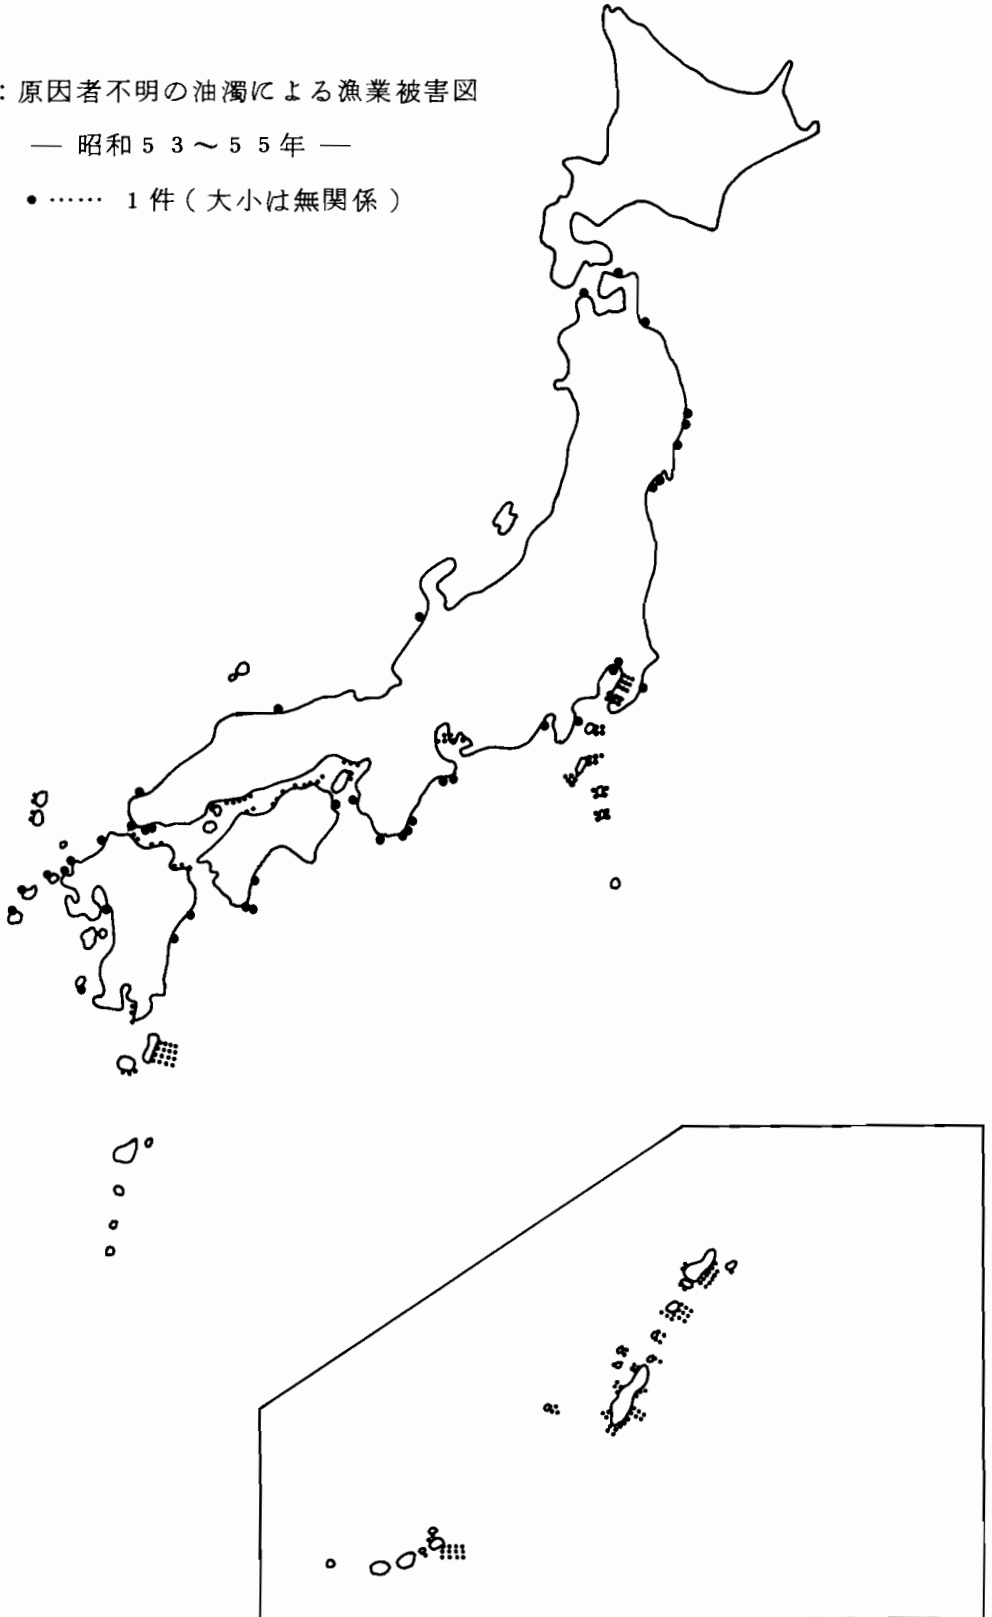 ：原因者不明の油濁による漁業被害図
— 昭和５３～５５年 —
●…… １件（大小は無関係）